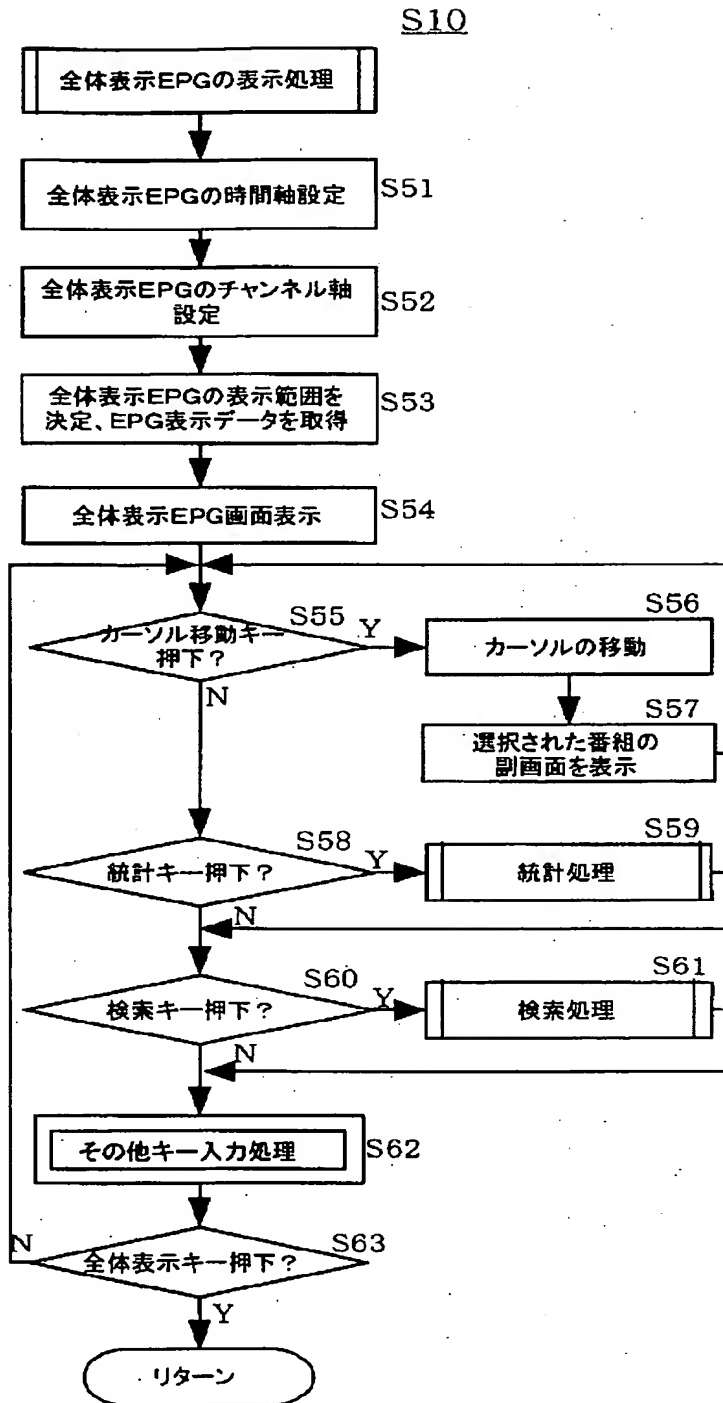 S10
全体表示EPGの表示処理
全体表示EPGの時間軸設定
S51
全体表示EPGのチャンネル軸
設定
S52
全体表示EPGの表示範囲を
決定、EPG表示データを取得
S53
全体表示EPG画面表示
S54
カーソル移動キー
押下？
S55
Y
N
S56
カーソルの移動
S57
選択された番組の
副画面を表示
統計キー押下？
S58
Y
N
S59
統計処理
検索キー押下？
S60
Y
N
S61
検索処理
その他キー入力処理
S62
全体表示キー押下？
S63
N
Y
リターン